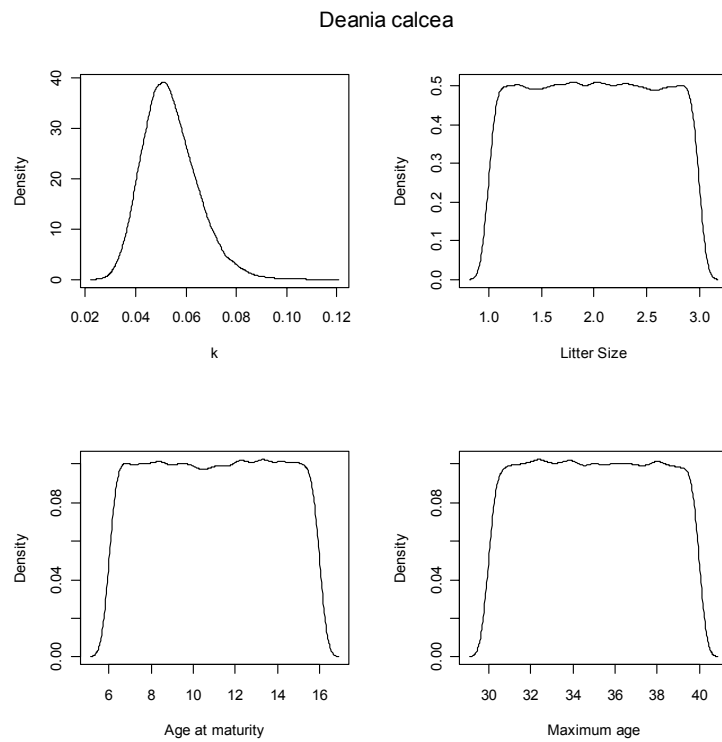 Deania calcea
Density
40
30
20
10
0
0.02 0.04 0.06 0.08 0.10 0.12
k
Density
0.5
0.4
0.3
0.2
0.1
0.0
1.0 1.5 2.0 2.5 3.0
Litter Size
Density
0.08
0.04
0.00
6 8 10 12 14 16
Age at maturity
Density
0.08
0.04
0.00
30 32 34 36 38 40
Maximum age